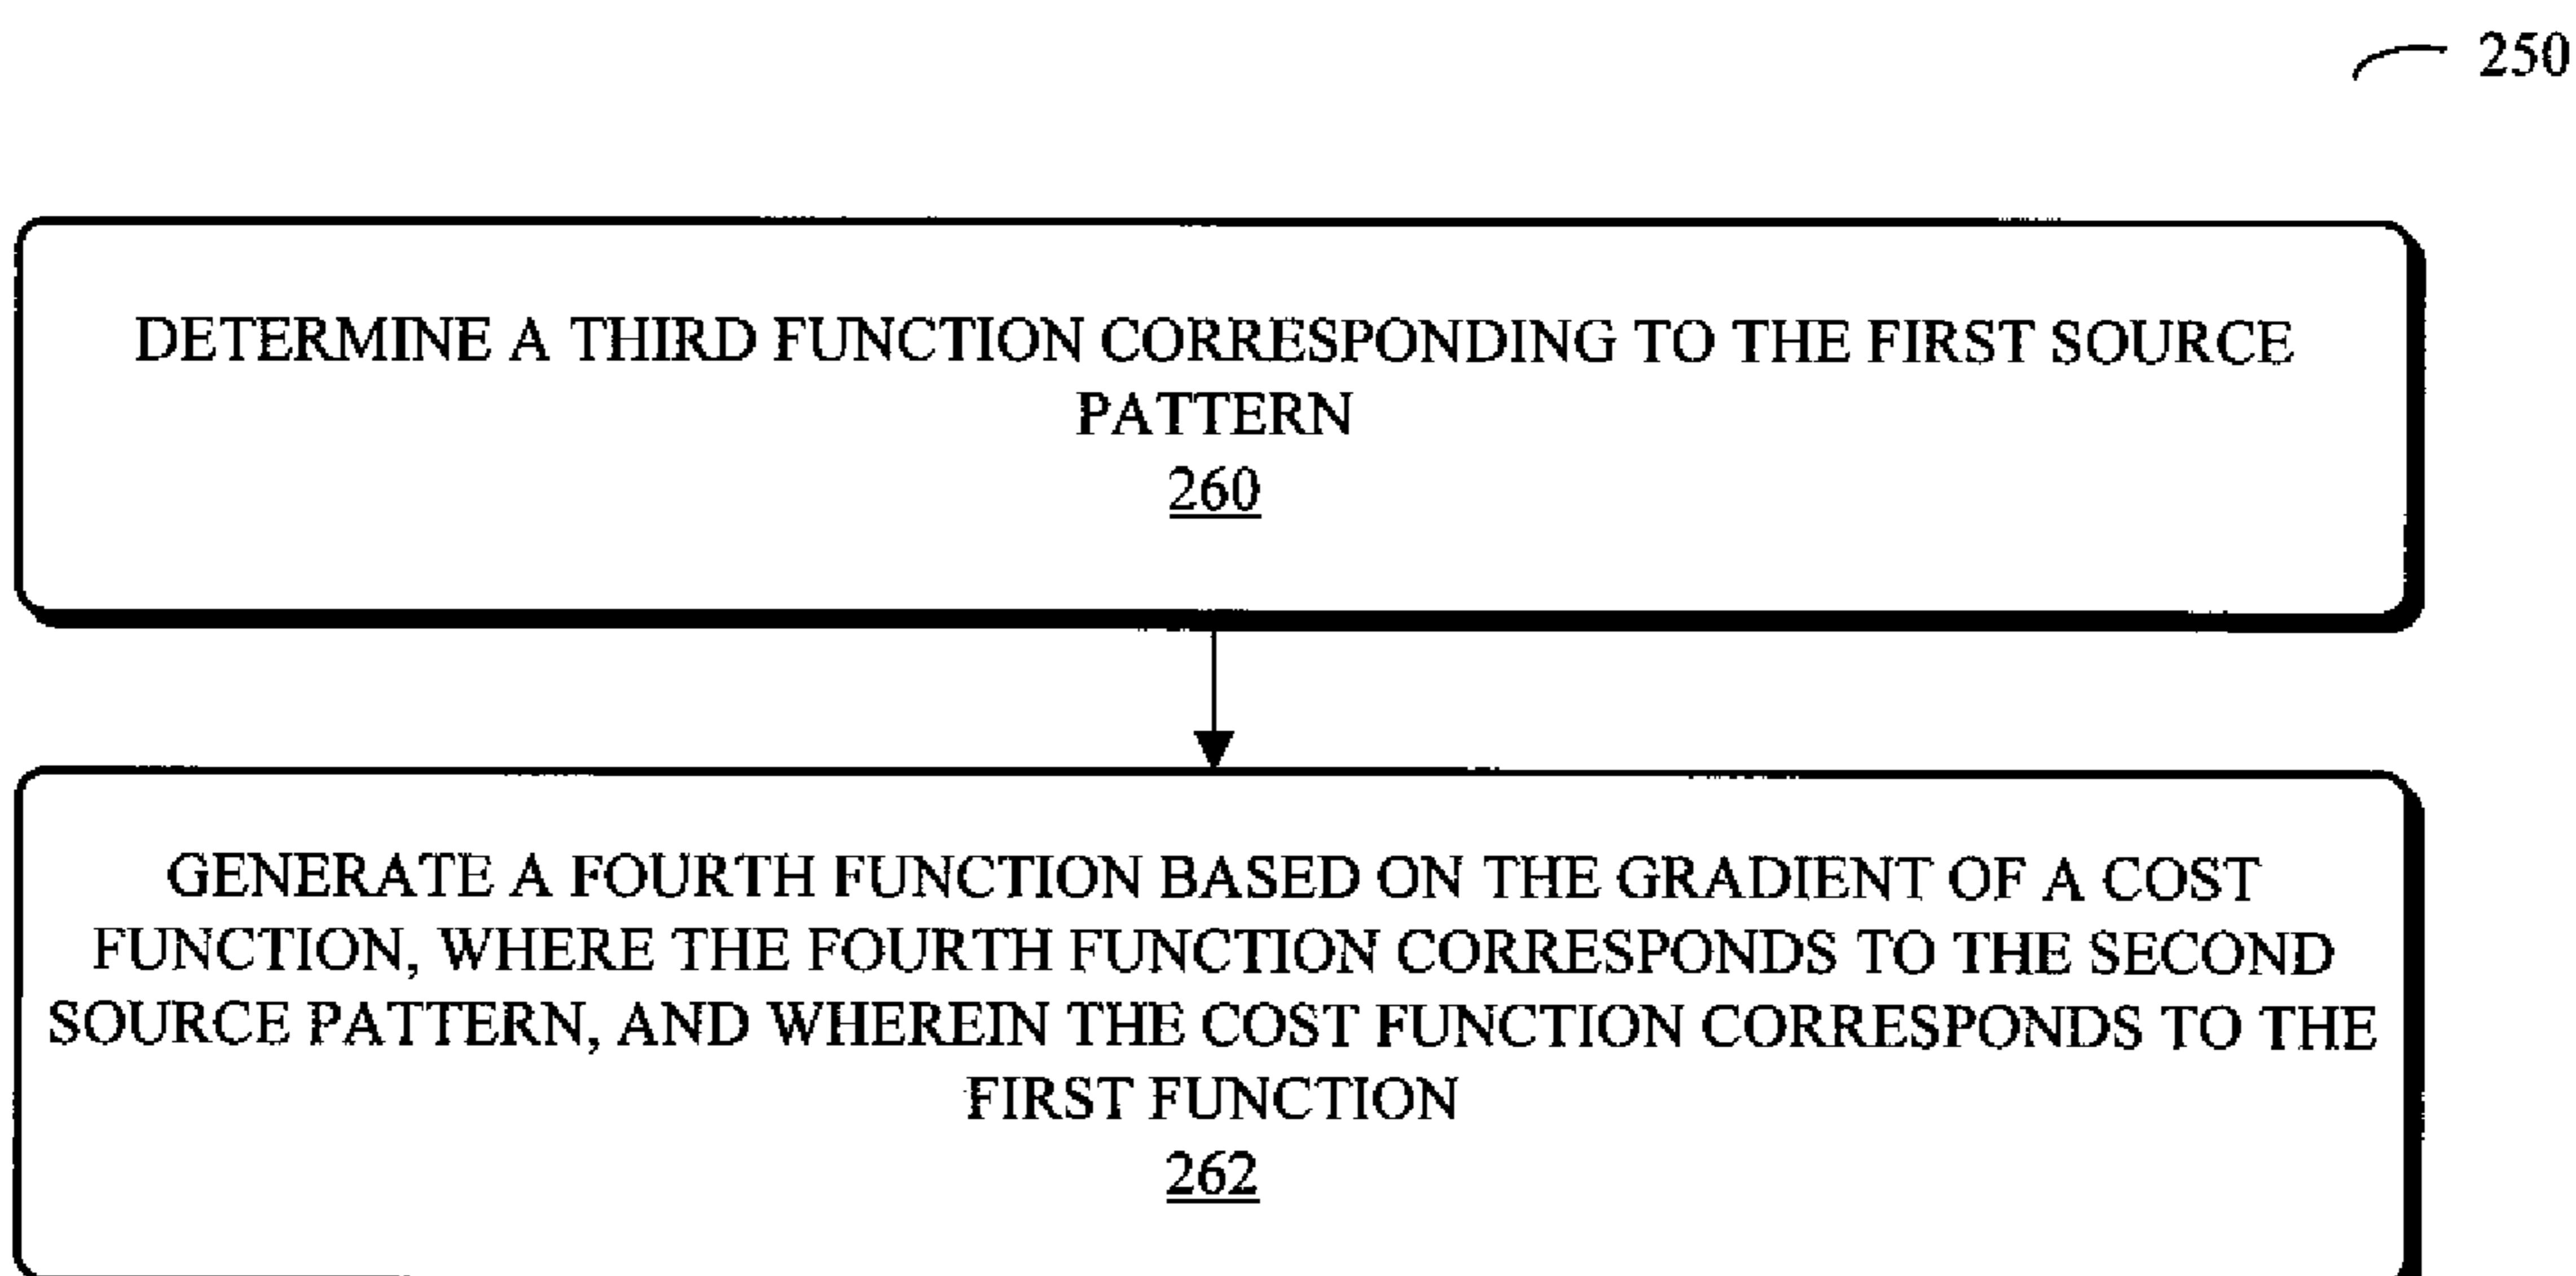 250
DETERMINE A THIRD FUNCTION CORRESPONDING TO THE FIRST SOURCE
PATTERN
260
GENERATE A FOURTH FUNCTION BASED ON THE GRADIENT OF A COST
FUNCTION, WHERE THE FOURTH FUNCTION CORRESPONDS TO THE SECOND
SOURCE PATTERN, AND WHEREIN THE COST FUNCTION CORRESPONDS TO THE
FIRST FUNCTION
262